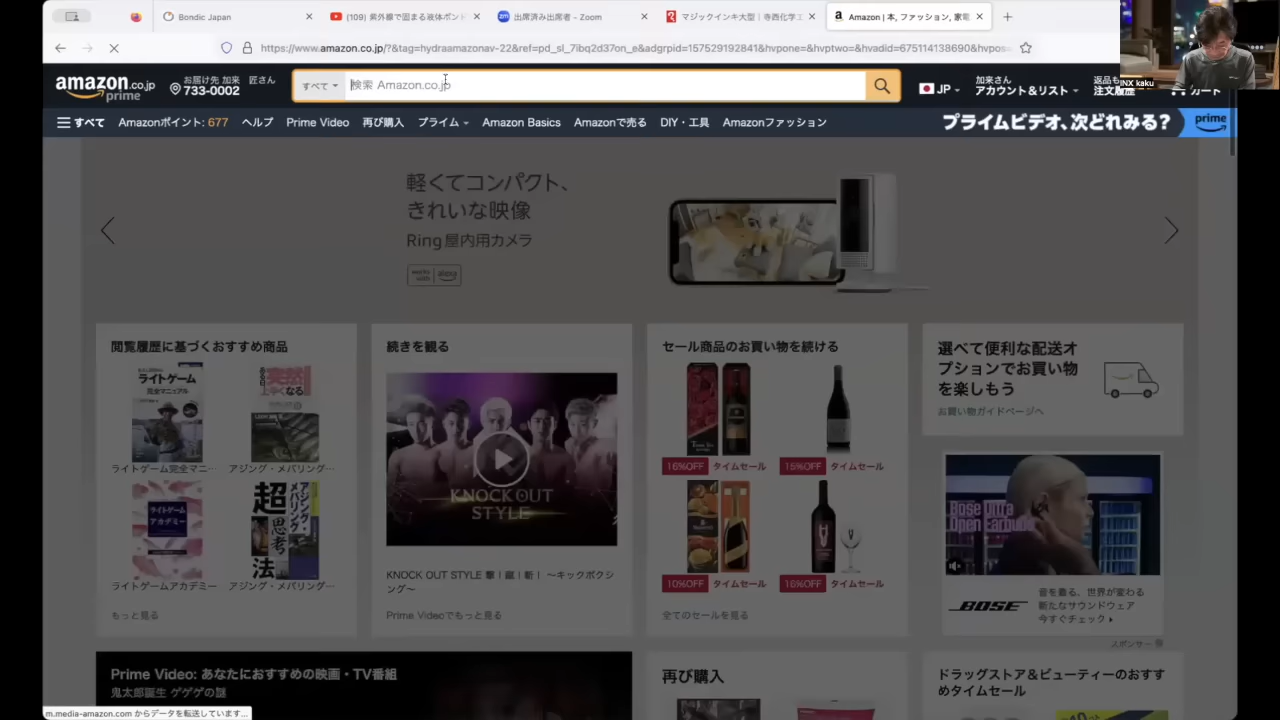 Bondic Japan
(109) 紫外線で固まる液体ボンド
出席済み出席者 - Zoom
マジックインキ大型｜寺西化学工
Amazon | 本, ファッション, 家電
https://www.amazon.co.jp/?&tag=hydraamazonav-22&ref=pd_sl_7ibq2d37on_e&adgrpid=157529192841&hvpone=&hvptwo=&hvadid=675114138690&hvpos=
INX kaku
amazon.co.jp
prime
お届け先 加来 匠さん
733-0002
すべて
検索 Amazon.co.jp
JP
加来さん
アカウント＆リスト
返品も
注文履歴
カート
すべて
Amazonポイント: 677
ヘルプ
Prime Video
再び購入
プライム
Amazon Basics
Amazonで売る
DIY・工具
Amazonファッション
プライムビデオ、次どれみる？
prime
軽くてコンパクト、
きれいな映像
Ring 屋内用カメラ
works with
alexa
閲覧履歴に基づくおすすめ商品
ライトゲーム
完全マニュアル
ライトゲーム完全マニ…
アジング・メバリング…
ライトゲーム
アカデミー
超思考法
アジング・メバリング
ライトゲームアカデミー
アジング・メバリング…
もっと見る
続きを観る
KNOCK OUT
STYLE
KNOCK OUT STYLE 撃｜蹴｜斬｜ ～キックボクシ
ング～
Prime Videoでもっと見る
セール商品のお買い物を続ける
16%OFF タイムセール
15%OFF タイムセール
10%OFF タイムセール
16%OFF タイムセール
全てのセールを見る
選べて便利な配送オ
プションでお買い物
を楽しもう
お買い物ガイドページへ
Bose Ultra
Open Earbuds
BOSE
音を着る。世界が変わる
新たなサウンドウェア
今すぐチェック
スポンサー
Prime Video: あなたにおすすめの映画・TV番組
鬼太郎誕生 ゲゲゲの謎
再び購入
ドラッグストア＆ビューティーのおすす
めタイムセール
m.media-amazon.com からデータを転送しています...